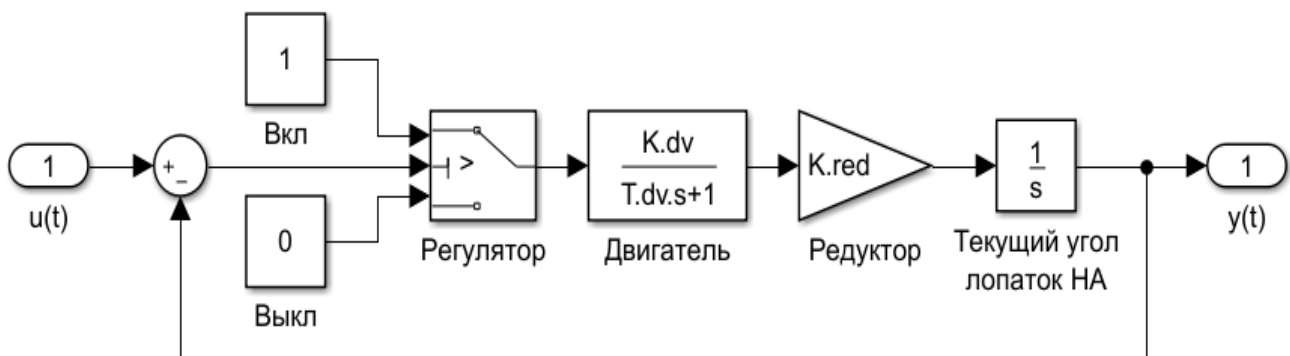 1
Вкл
1
u(t)
+
−
0
Выкл
>
Регулятор
K.dv
T.dv.s+1
Двигатель
K.red
Редуктор
1
s
Текущий угол
лопаток НА
1
y(t)